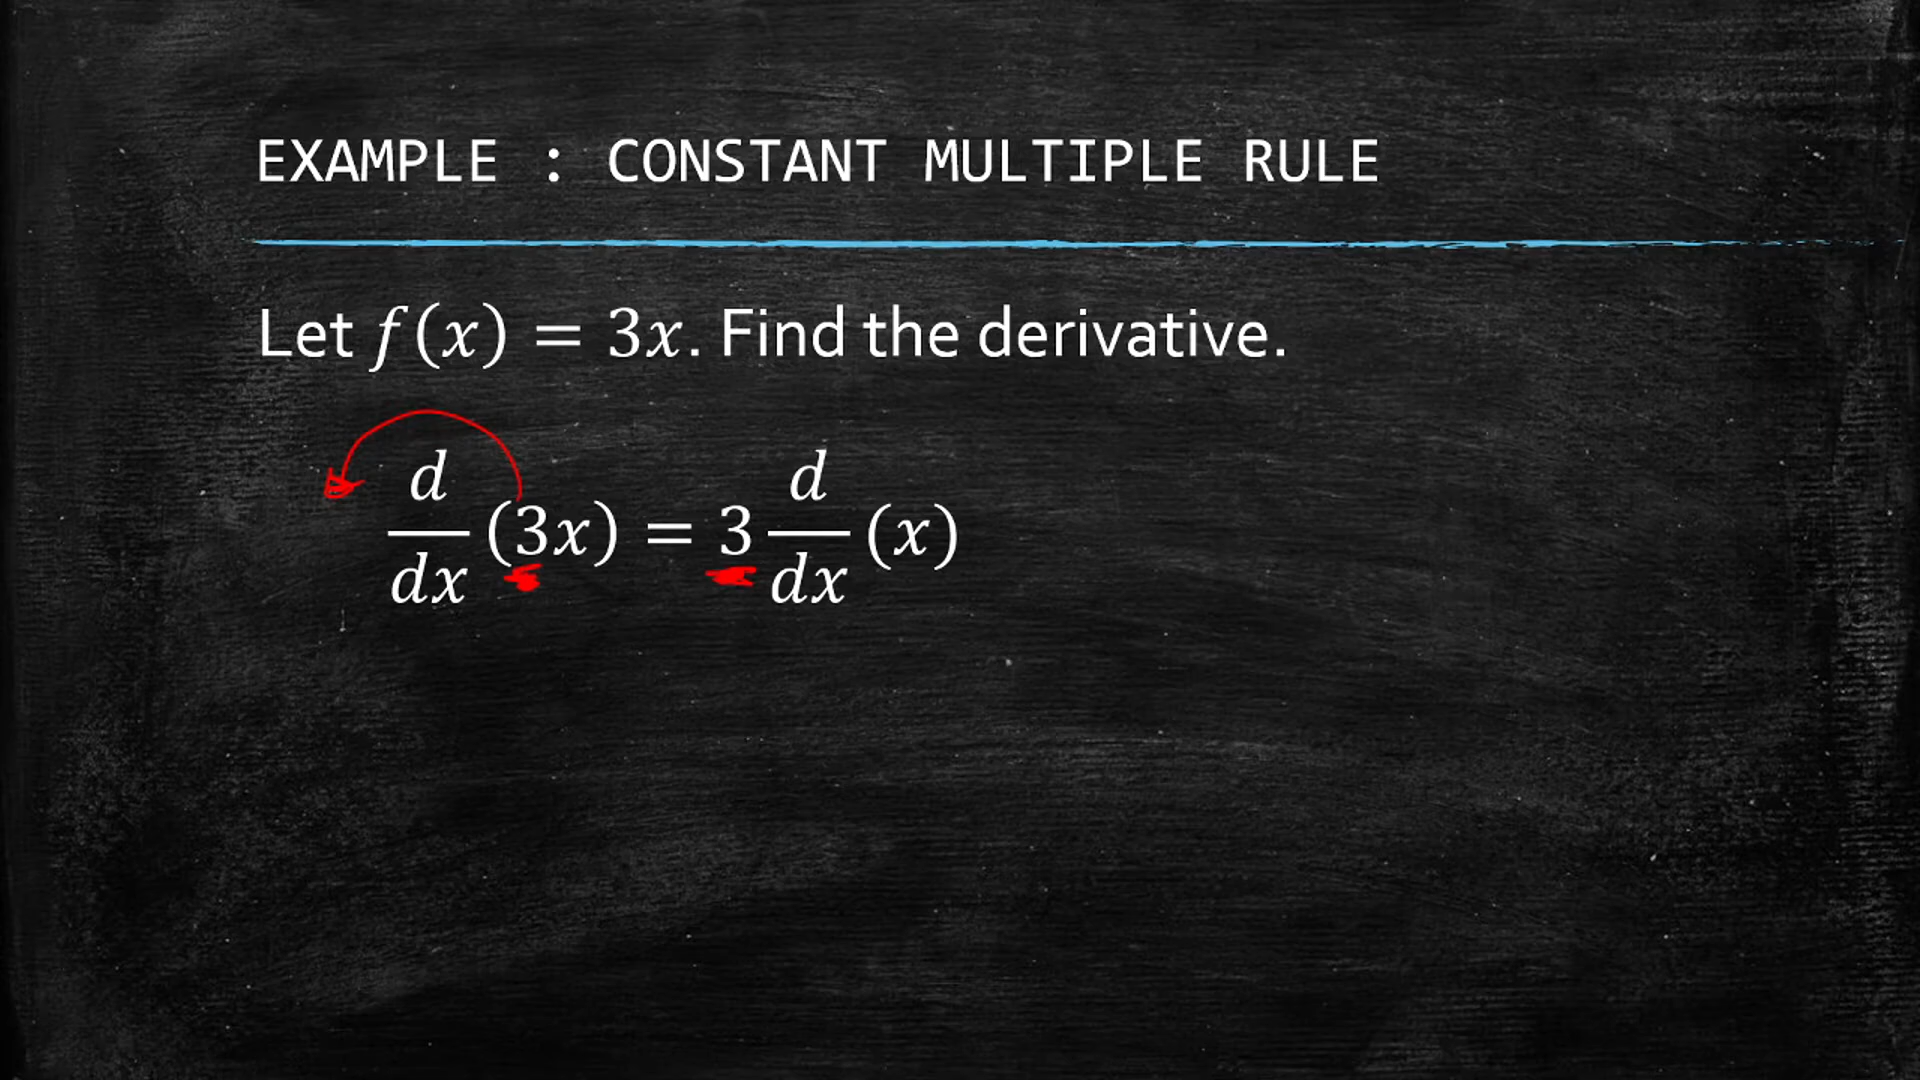 EXAMPLE : CONSTANT MULTIPLE RULE
Let f(x) = 3x. Find the derivative.
d/dx (3x) = 3 d/dx (x)